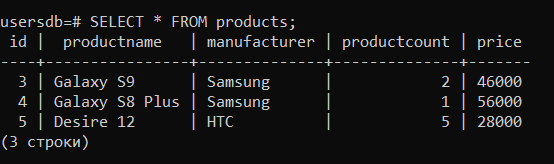 usersdb=# SELECT * FROM products;
 id |  productname   | manufacturer | productcount | price
----+----------------+--------------+--------------+-------
  3 | Galaxy S9      | Samsung      |            2 | 46000
  4 | Galaxy S8 Plus | Samsung      |            1 | 56000
  5 | Desire 12      | HTC          |            5 | 28000
(3 строки)